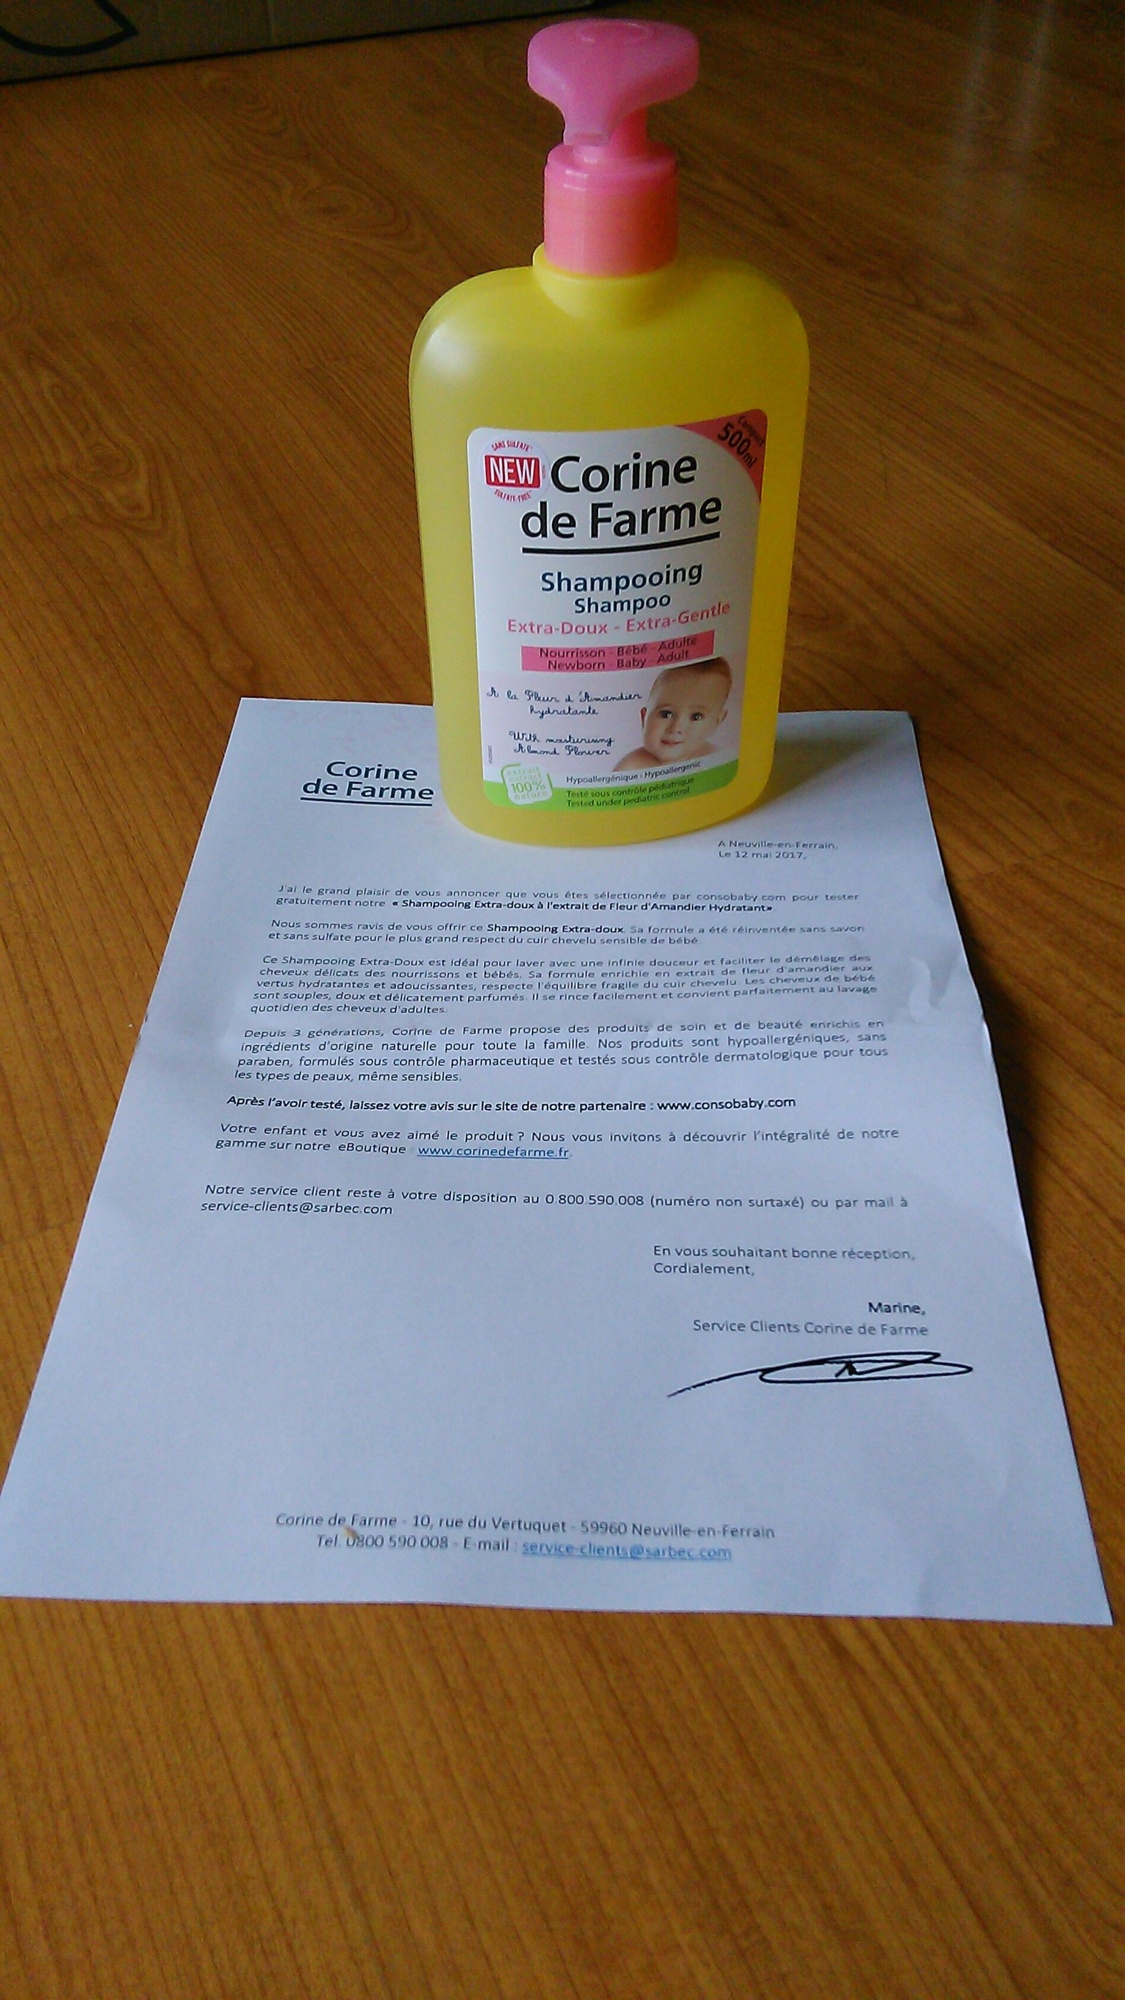 SANS SULFATE
NEW
SULFATE-FREE
Compact
500ml
Corine
de Farme
Shampooing
Shampoo
Extra-Doux - Extra-Gentle
Nourrisson - Bébé - Adulte
Newborn - Baby - Adult
A la Fleur d'Amandier
hydratante
With moisturising
Almond Flower
extrait
extract
100%
naturel
Hypoallergénique - Hypoallergenic
Testé sous contrôle pédiatrique
Tested under pediatric control
Corine
de Farme
A Neuville-en-Ferrain,
Le 12 mai 2017,
J'ai le grand plaisir de vous annoncer que vous êtes sélectionnée par consobaby.com pour tester
gratuitement notre « Shampooing Extra-doux à l'extrait de Fleur d'Amandier Hydratant»
Nous sommes ravis de vous offrir ce Shampooing Extra-doux. Sa formule a été réinventée sans savon
et sans sulfate pour le plus grand respect du cuir chevelu sensible de bébé.
Ce Shampooing Extra-Doux est idéal pour laver avec une infinie douceur et faciliter le démêlage des
cheveux délicats des nourrissons et bébés. Sa formule enrichie en extrait de fleur d'amandier aux
vertus hydratantes et adoucissantes, respecte l'équilibre fragile du cuir chevelu. Les cheveux de bébé
sont souples, doux et délicatement parfumés. Il se rince facilement et convient parfaitement au lavage
quotidien des cheveux d'adultes.
Depuis 3 générations, Corine de Farme propose des produits de soin et de beauté enrichis en
ingrédients d'origine naturelle pour toute la famille. Nos produits sont hypoallergéniques, sans
paraben, formulés sous contrôle pharmaceutique et testés sous contrôle dermatologique pour tous
les types de peaux, même sensibles.
Après l'avoir testé, laissez votre avis sur le site de notre partenaire : www.consobaby.com
Votre enfant et vous avez aimé le produit ? Nous vous invitons à découvrir l'intégralité de notre
gamme sur notre eBoutique www.corinedefarme.fr.
Notre service client reste à votre disposition au 0 800 590 008 (numéro non surtaxé) ou par mail à
service-clients@sarbec.com
En vous souhaitant bonne réception,
Cordialement,
Marine,
Service Clients Corine de Farme
Corine de Farme - 10, rue du Vertuquet - 59960 Neuville-en-Ferrain
Tel. 0800 590 008 - E-mail : service-clients@sarbec.com